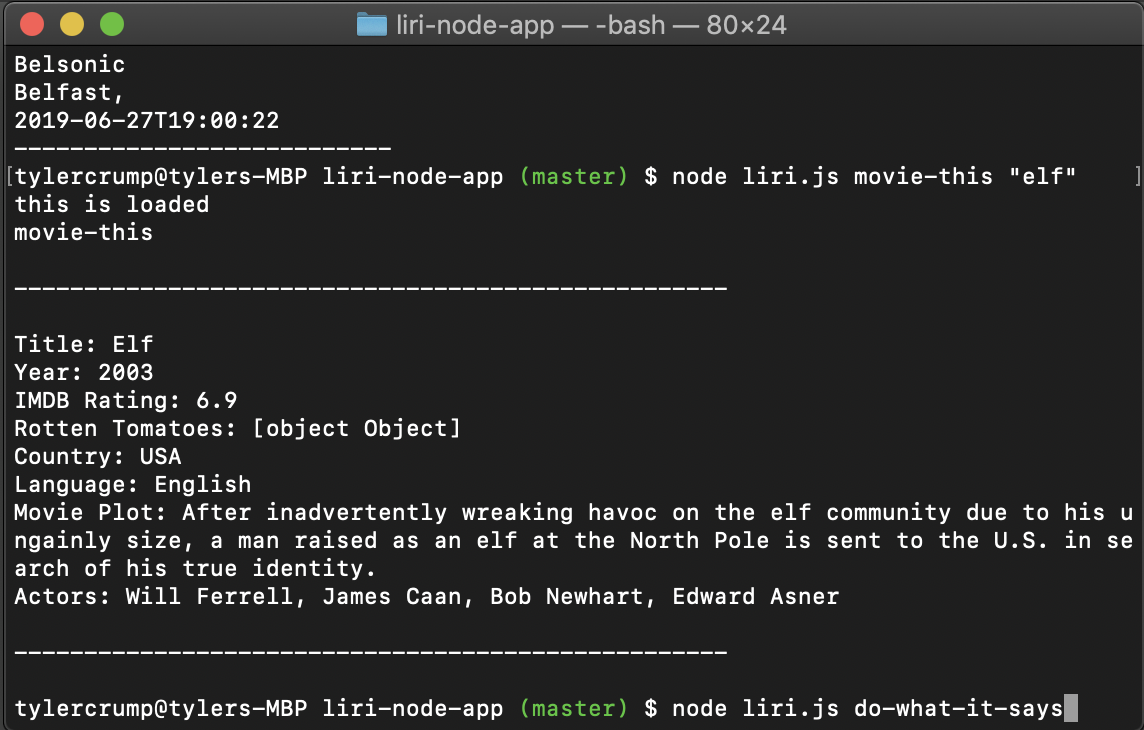 liri-node-app — -bash — 80×24
Belsonic
Belfast,
2019-06-27T19:00:22
---------------------------
[tylercrump@tylers-MBP liri-node-app (master) $ node liri.js movie-this "elf" ]
this is loaded
movie-this
---------------------------------------------------
Title: Elf
Year: 2003
IMDB Rating: 6.9
Rotten Tomatoes: [object Object]
Country: USA
Language: English
Movie Plot: After inadvertently wreaking havoc on the elf community due to his u
ngainly size, a man raised as an elf at the North Pole is sent to the U.S. in se
arch of his true identity.
Actors: Will Ferrell, James Caan, Bob Newhart, Edward Asner
---------------------------------------------------
tylercrump@tylers-MBP liri-node-app (master) $ node liri.js do-what-it-says